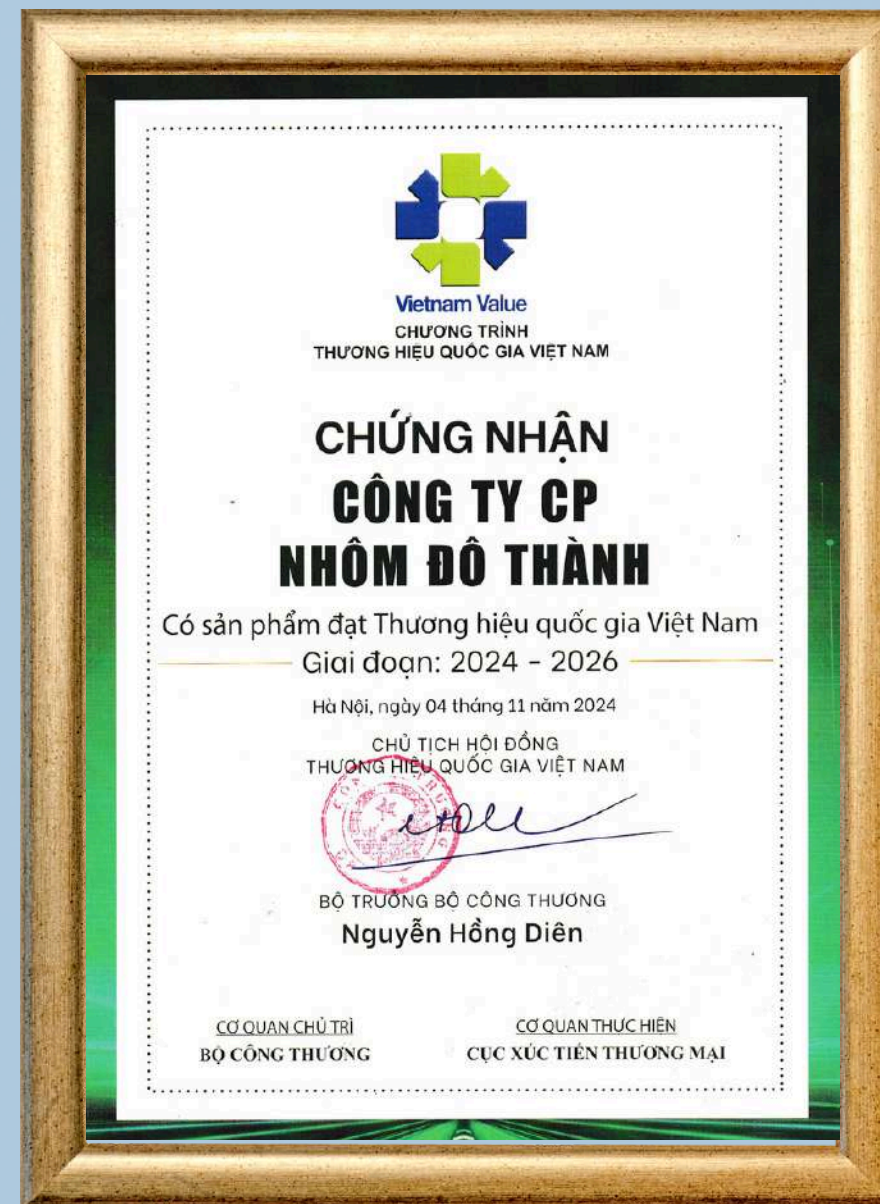 Vietnam Value
CHƯƠNG TRÌNH
THƯƠNG HIỆU QUỐC GIA VIỆT NAM
CHỨNG NHẬN
CÔNG TY CP
NHÔM ĐÔ THÀNH
Có sản phẩm đạt Thương hiệu quốc gia Việt Nam
Giai đoạn: 2024 - 2026
Hà Nội, ngày 04 tháng 11 năm 2024
CHỦ TỊCH HỘI ĐỒNG
THƯƠNG HIỆU QUỐC GIA VIỆT NAM
BỘ TRƯỞNG BỘ CÔNG THƯƠNG
Nguyễn Hồng Diên
CƠ QUAN CHỦ TRÌ
BỘ CÔNG THƯƠNG
CƠ QUAN THỰC HIỆN
CỤC XÚC TIẾN THƯƠNG MẠI